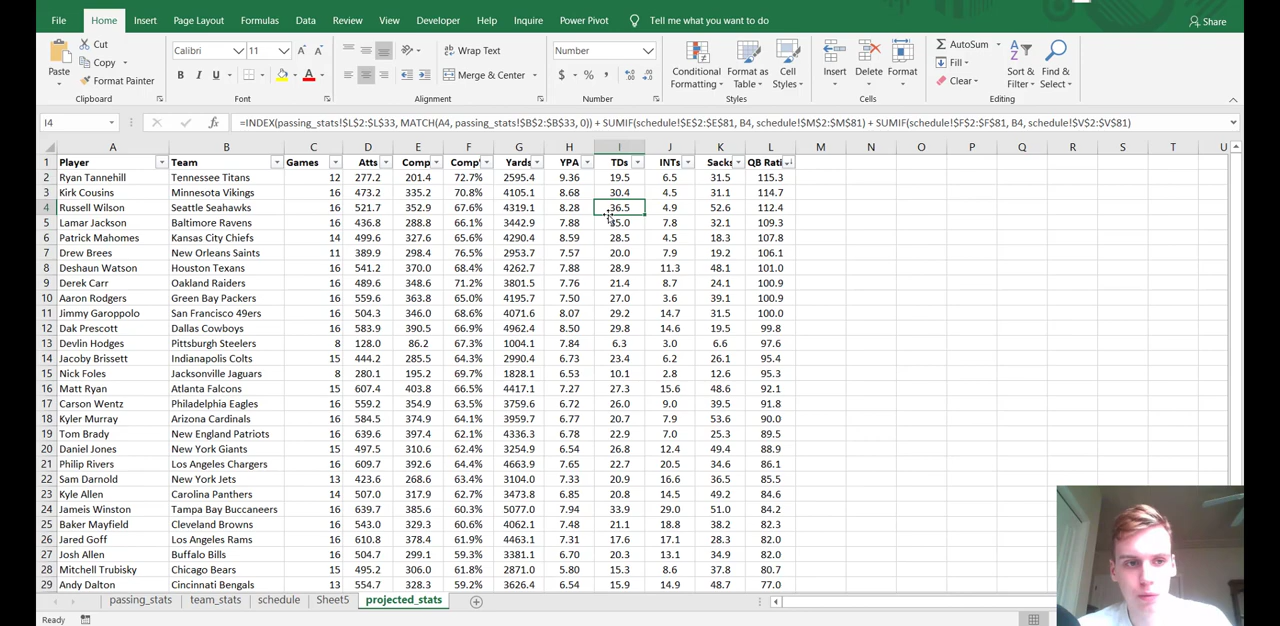 File Home Insert Page Layout Formulas Data Review View Developer Help Inquire Power Pivot Tell me what you want to do Share
Cut Calibri 11 A A Wrap Text Number AutoSum
Paste Copy Format Painter B I U A Merge & Center $ % , Conditional Formatting Format as Table Cell Styles Insert Delete Format Fill Clear Sort & Filter Find & Select
Clipboard Font Alignment Number Styles Cells Editing
I4 fx =INDEX(passing_stats!$L$2:$L$33, MATCH(A4, passing_stats!$B$2:$B$33, 0)) + SUMIF(schedule!$E$2:$E$81, B4, schedule!$M$2:$M$81) + SUMIF(schedule!$F$2:$F$81, B4, schedule!$V$2:$V$81)
A B C D E F G H I J K L M N O P Q R S T U
1 Player Team Games Atts Comp Comp% Yards YPA TDs INTs Sacks QB Rati
2 Ryan Tannehill Tennessee Titans 12 277.2 201.4 72.7% 2595.4 9.36 19.5 6.5 31.5 115.3
3 Kirk Cousins Minnesota Vikings 16 473.2 335.2 70.8% 4105.1 8.68 30.4 4.5 31.1 114.7
4 Russell Wilson Seattle Seahawks 16 521.7 352.9 67.6% 4319.1 8.28 36.5 4.9 52.6 112.4
5 Lamar Jackson Baltimore Ravens 16 436.8 288.8 66.1% 3442.9 7.88 35.0 7.8 32.1 109.3
6 Patrick Mahomes Kansas City Chiefs 14 499.6 327.6 65.6% 4290.4 8.59 28.5 4.5 18.3 107.8
7 Drew Brees New Orleans Saints 11 389.9 298.4 76.5% 2953.7 7.57 20.0 7.9 19.2 106.1
8 Deshaun Watson Houston Texans 16 541.2 370.0 68.4% 4262.7 7.88 28.9 11.3 48.1 101.0
9 Derek Carr Oakland Raiders 16 489.6 348.6 71.2% 3801.5 7.76 21.4 8.7 24.1 100.9
10 Aaron Rodgers Green Bay Packers 16 559.6 363.8 65.0% 4195.7 7.50 27.0 3.6 39.1 100.9
11 Jimmy Garoppolo San Francisco 49ers 16 504.3 346.0 68.6% 4071.6 8.07 29.2 14.7 31.5 100.0
12 Dak Prescott Dallas Cowboys 16 583.9 390.5 66.9% 4962.4 8.50 29.8 14.6 19.5 99.8
13 Devlin Hodges Pittsburgh Steelers 8 128.0 86.2 67.3% 1004.1 7.84 6.3 3.0 6.6 97.6
14 Jacoby Brissett Indianapolis Colts 15 444.2 285.5 64.3% 2990.4 6.73 23.4 6.2 26.1 95.4
15 Nick Foles Jacksonville Jaguars 8 280.1 195.2 69.7% 1828.1 6.53 10.1 2.8 12.6 95.3
16 Matt Ryan Atlanta Falcons 15 607.4 403.8 66.5% 4417.1 7.27 27.3 15.6 48.6 92.1
17 Carson Wentz Philadelphia Eagles 16 559.2 354.9 63.5% 3759.6 6.72 26.0 9.0 39.5 91.8
18 Kyler Murray Arizona Cardinals 16 584.5 374.9 64.1% 3959.7 6.77 20.7 7.9 53.6 90.0
19 Tom Brady New England Patriots 16 639.6 397.4 62.1% 4336.3 6.78 22.9 7.0 25.3 89.5
20 Daniel Jones New York Giants 15 497.5 310.6 62.4% 3254.9 6.54 26.8 12.4 49.4 88.9
21 Philip Rivers Los Angeles Chargers 16 609.7 392.6 64.4% 4663.9 7.65 22.7 20.5 34.6 86.1
22 Sam Darnold New York Jets 13 423.6 268.6 63.4% 3104.0 7.33 20.9 16.6 36.5 85.5
23 Kyle Allen Carolina Panthers 14 507.0 317.9 62.7% 3473.8 6.85 20.8 14.5 49.2 84.6
24 Jameis Winston Tampa Bay Buccaneers 16 639.7 385.6 60.3% 5077.0 7.94 33.9 29.0 51.0 84.2
25 Baker Mayfield Cleveland Browns 16 543.0 329.3 60.6% 4062.1 7.48 21.1 18.8 38.2 82.3
26 Jared Goff Los Angeles Rams 16 610.8 378.4 61.9% 4463.1 7.31 17.6 17.1 28.3 82.0
27 Josh Allen Buffalo Bills 16 504.7 299.1 59.3% 3381.1 6.70 20.3 13.1 34.9 82.0
28 Mitchell Trubisky Chicago Bears 15 495.2 306.0 61.8% 2871.0 5.80 15.3 8.6 37.8 80.7
29 Andy Dalton Cincinnati Bengals 13 554.7 328.3 59.2% 3626.4 6.54 15.9 14.9 48.7 77.0
passing_stats team_stats schedule Sheet5 projected_stats
Ready